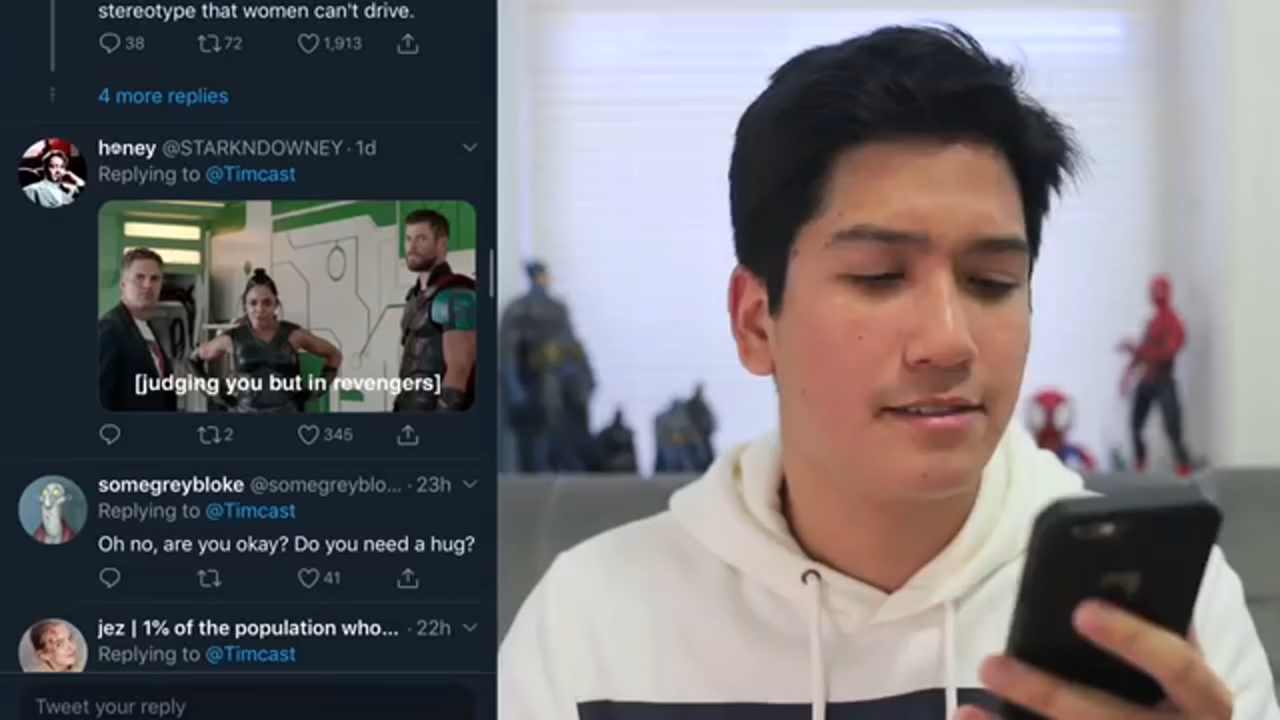 stereotype that women can't drive.
38 72 1,913
4 more replies
honey @STARKNDOWNEY · 1d
Replying to @Timcast
[judging you but in revengers]
2 345
somegreybloke @somegreyblo... · 23h
Replying to @Timcast
Oh no, are you okay? Do you need a hug?
41
jez | 1% of the population who... · 22h
Replying to @Timcast
Tweet your reply